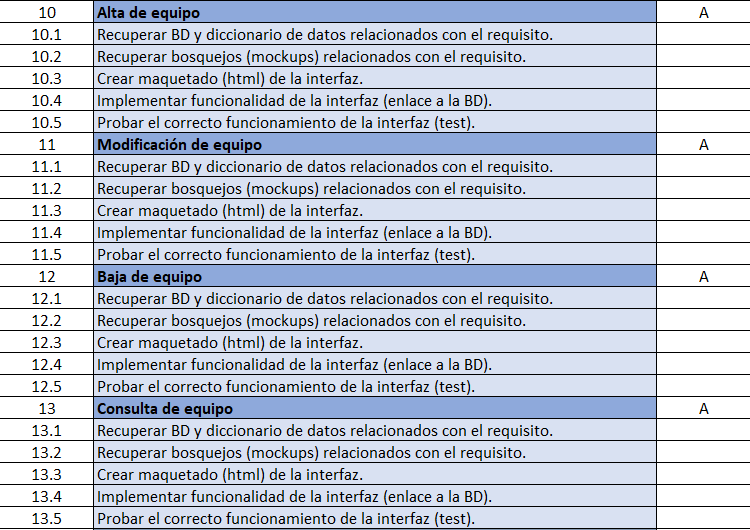 10 Alta de equipo A
10.1 Recuperar BD y diccionario de datos relacionados con el requisito.
10.2 Recuperar bosquejos (mockups) relacionados con el requisito.
10.3 Crear maquetado (html) de la interfaz.
10.4 Implementar funcionalidad de la interfaz (enlace a la BD).
10.5 Probar el correcto funcionamiento de la interfaz (test).
11 Modificación de equipo A
11.1 Recuperar BD y diccionario de datos relacionados con el requisito.
11.2 Recuperar bosquejos (mockups) relacionados con el requisito.
11.3 Crear maquetado (html) de la interfaz.
11.4 Implementar funcionalidad de la interfaz (enlace a la BD).
11.5 Probar el correcto funcionamiento de la interfaz (test).
12 Baja de equipo A
12.1 Recuperar BD y diccionario de datos relacionados con el requisito.
12.2 Recuperar bosquejos (mockups) relacionados con el requisito.
12.3 Crear maquetado (html) de la interfaz.
12.4 Implementar funcionalidad de la interfaz (enlace a la BD).
12.5 Probar el correcto funcionamiento de la interfaz (test).
13 Consulta de equipo A
13.1 Recuperar BD y diccionario de datos relacionados con el requisito.
13.2 Recuperar bosquejos (mockups) relacionados con el requisito.
13.3 Crear maquetado (html) de la interfaz.
13.4 Implementar funcionalidad de la interfaz (enlace a la BD).
13.5 Probar el correcto funcionamiento de la interfaz (test).